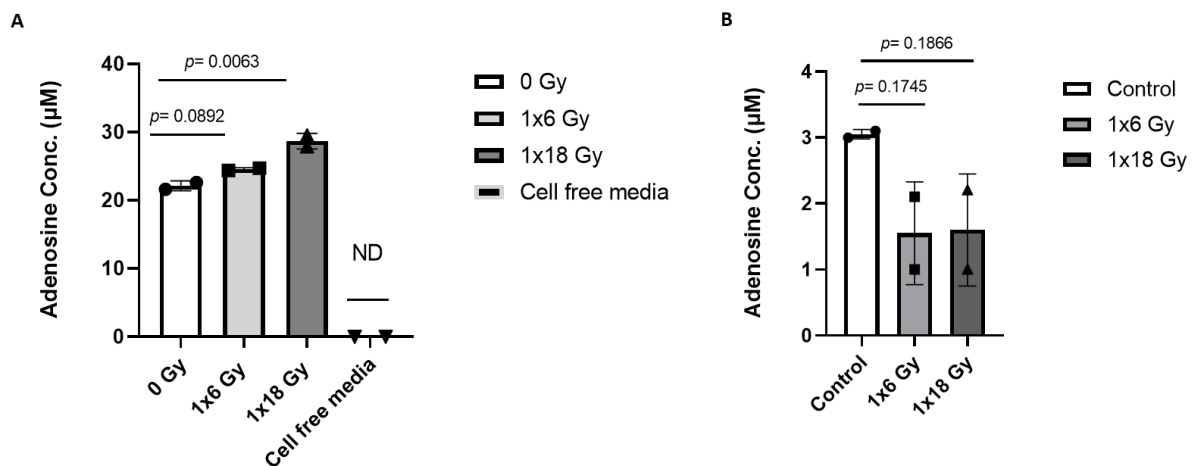 A
Adenosine Conc. (µM)
40
30
20
10
0
p= 0.0063
p= 0.0892
ND
0 Gy
1x6 Gy
1x18 Gy
Cell free media
0 Gy
1x6 Gy
1x18 Gy
Cell free media
B
Adenosine Conc. (µM)
4
3
2
1
0
p= 0.1866
p= 0.1745
Control
1x6 Gy
1x18 Gy
Control
1x6 Gy
1x18 Gy